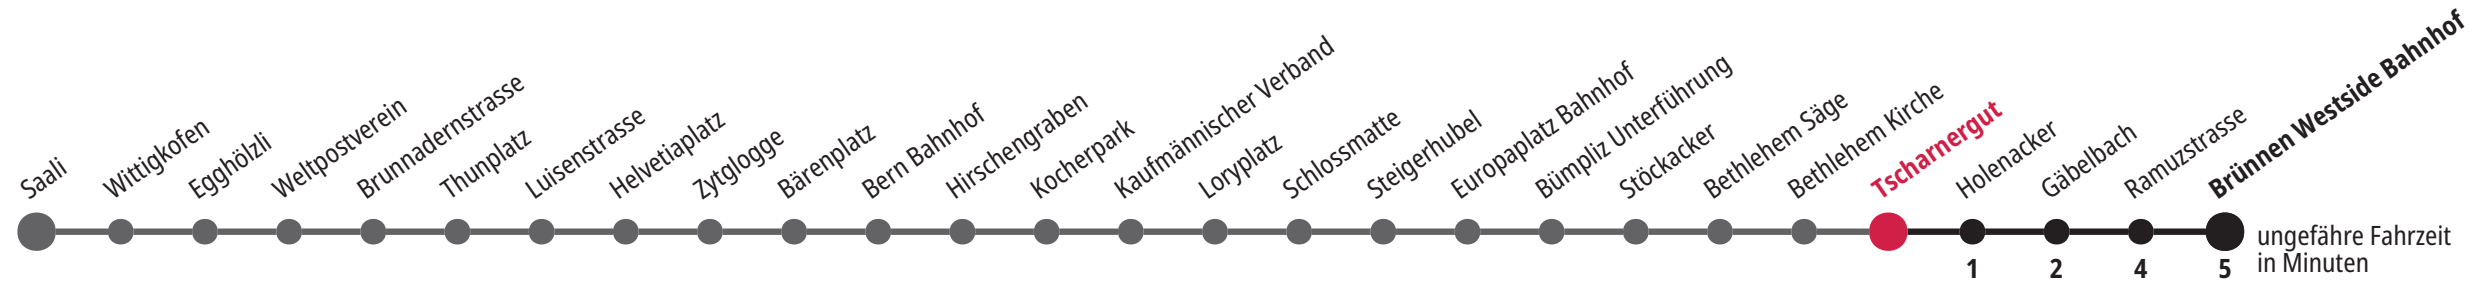 Saali
Wittigkofen
Egghölzli
Weltpostverein
Brunnadernstrasse
Thunplatz
Luisenstrasse
Helvetiaplatz
Zytglogge
Bärenplatz
Bern Bahnhof
Hirschengraben
Kocherpark
Kaufmännischer Verband
Loryplatz
Schlossmatte
Steigerhubel
Europaplatz Bahnhof
Bümpliz Unterführung
Stöckacker
Bethlehem Säge
Bethlehem Kirche
Tscharnergut
Holenacker
Gäbelbach
Ramuzstrasse
Brünnen Westside Bahnhof
1 2 4 5
ungefähre Fahrzeit
in Minuten